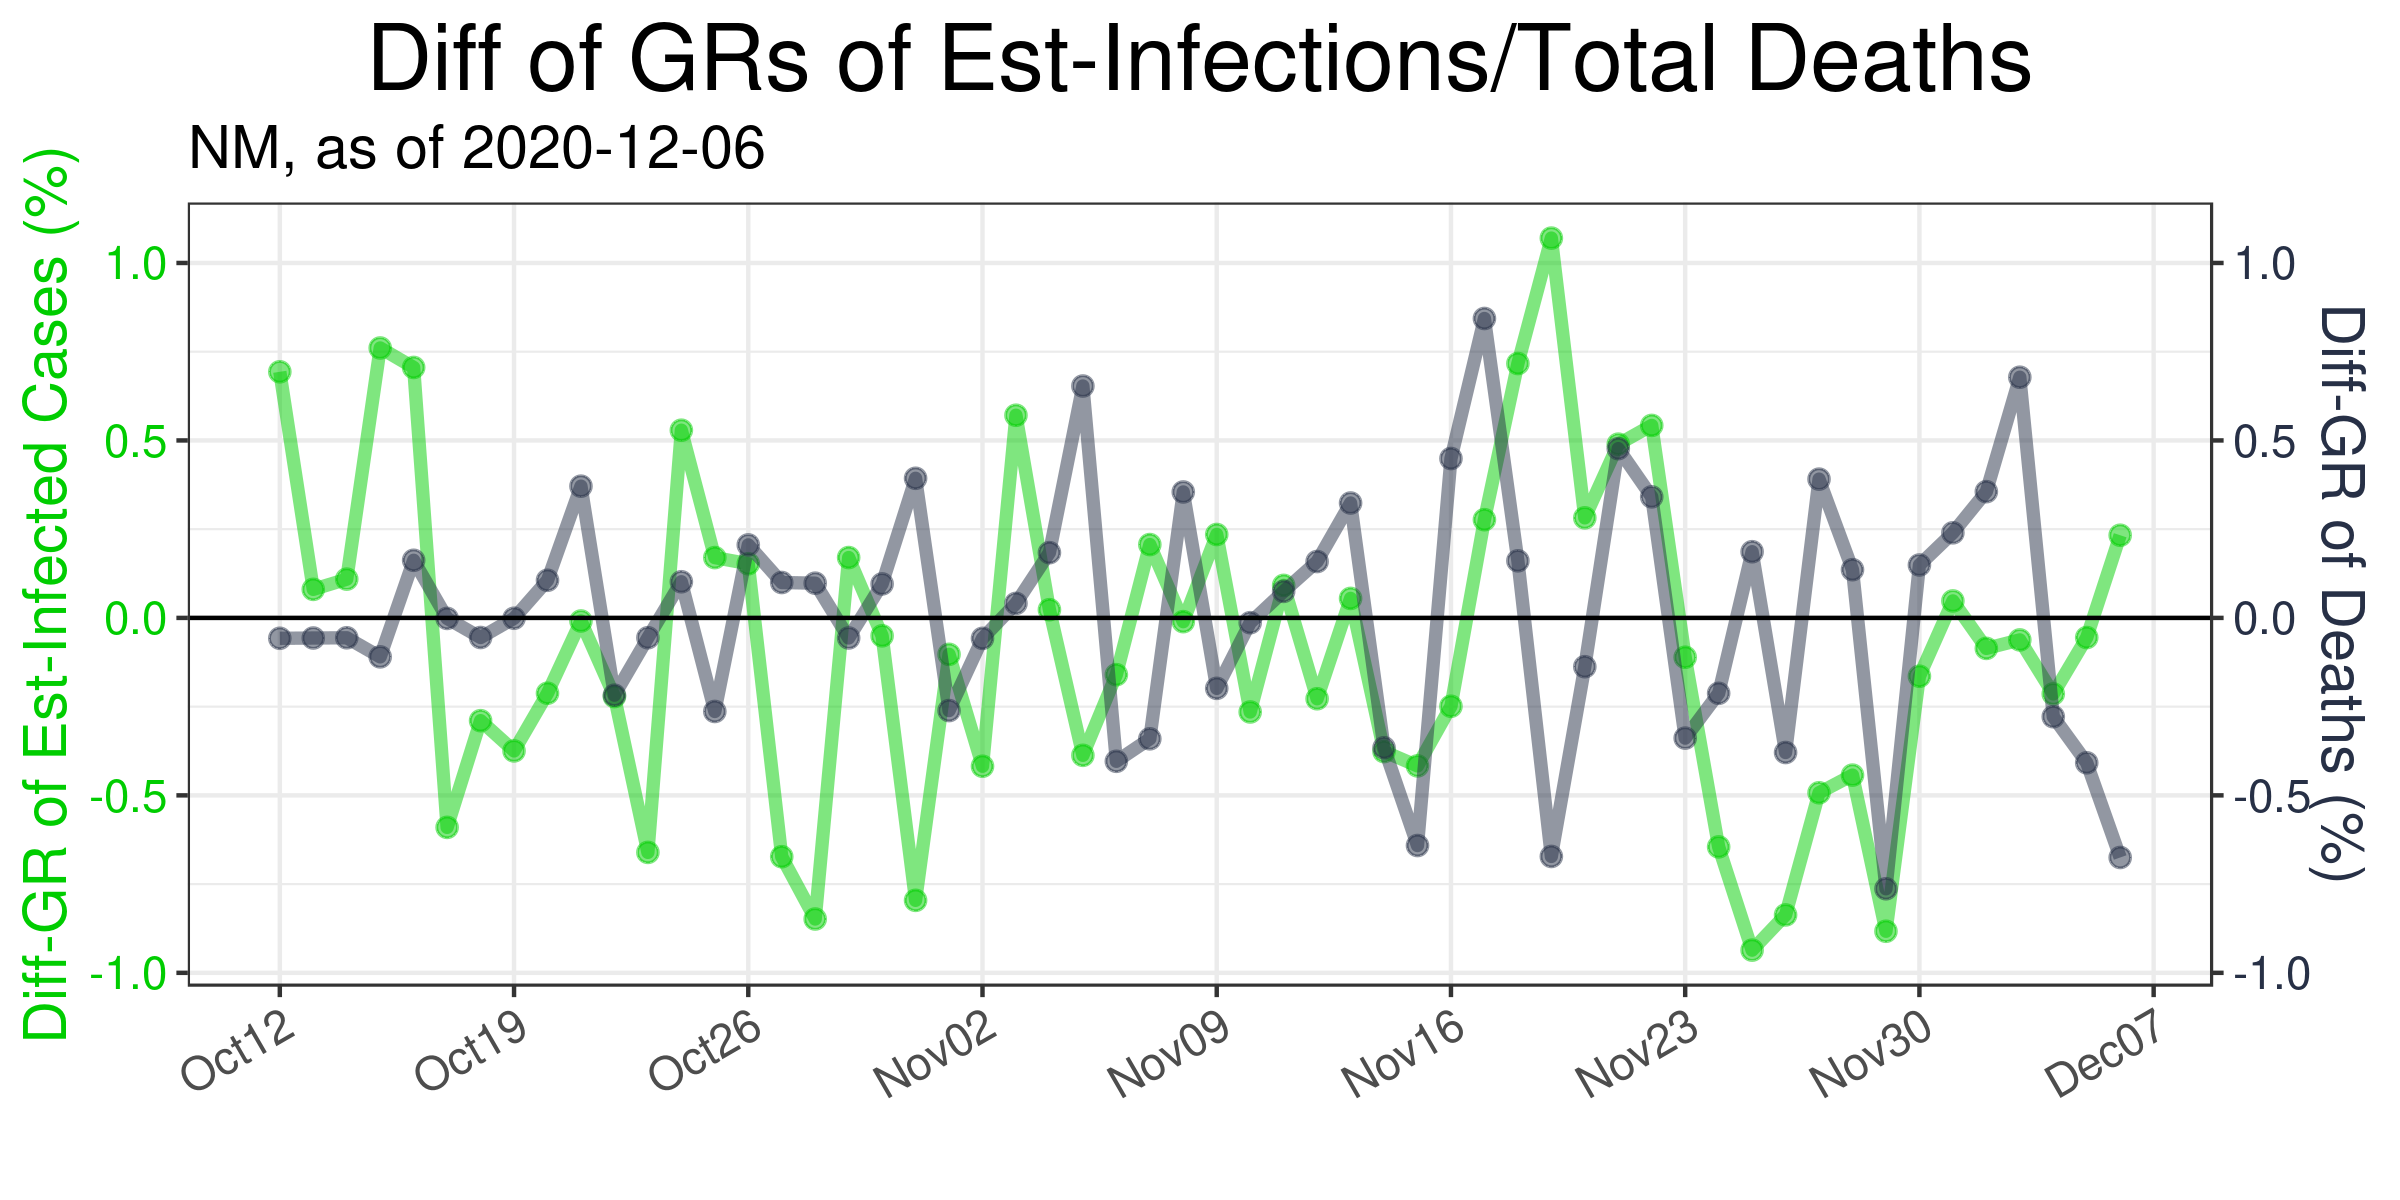 Diff of GRs of Est-Infections/Total Deaths
NM, as of 2020-12-06
Diff-GR of Est-Infected Cases (%)
1.0
0.5
0.0
-0.5
-1.0
1.0
0.5
0.0
-0.5
-1.0
Diff-GR of Deaths (%)
Oct12
Oct19
Oct26
Nov02
Nov09
Nov16
Nov23
Nov30
Dec07